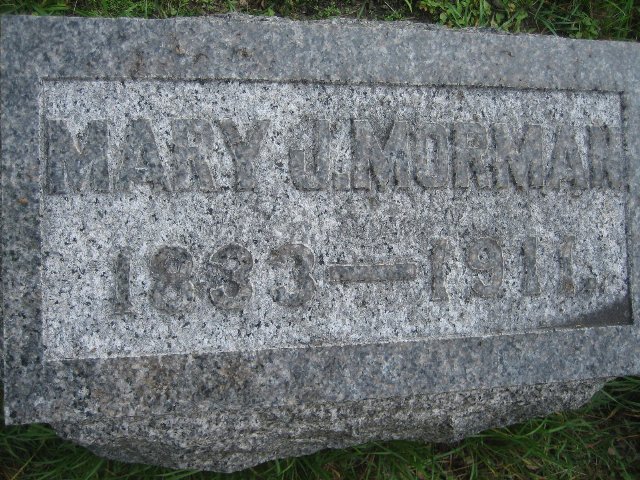 MARY J. MORMAN
1833 — 1911.